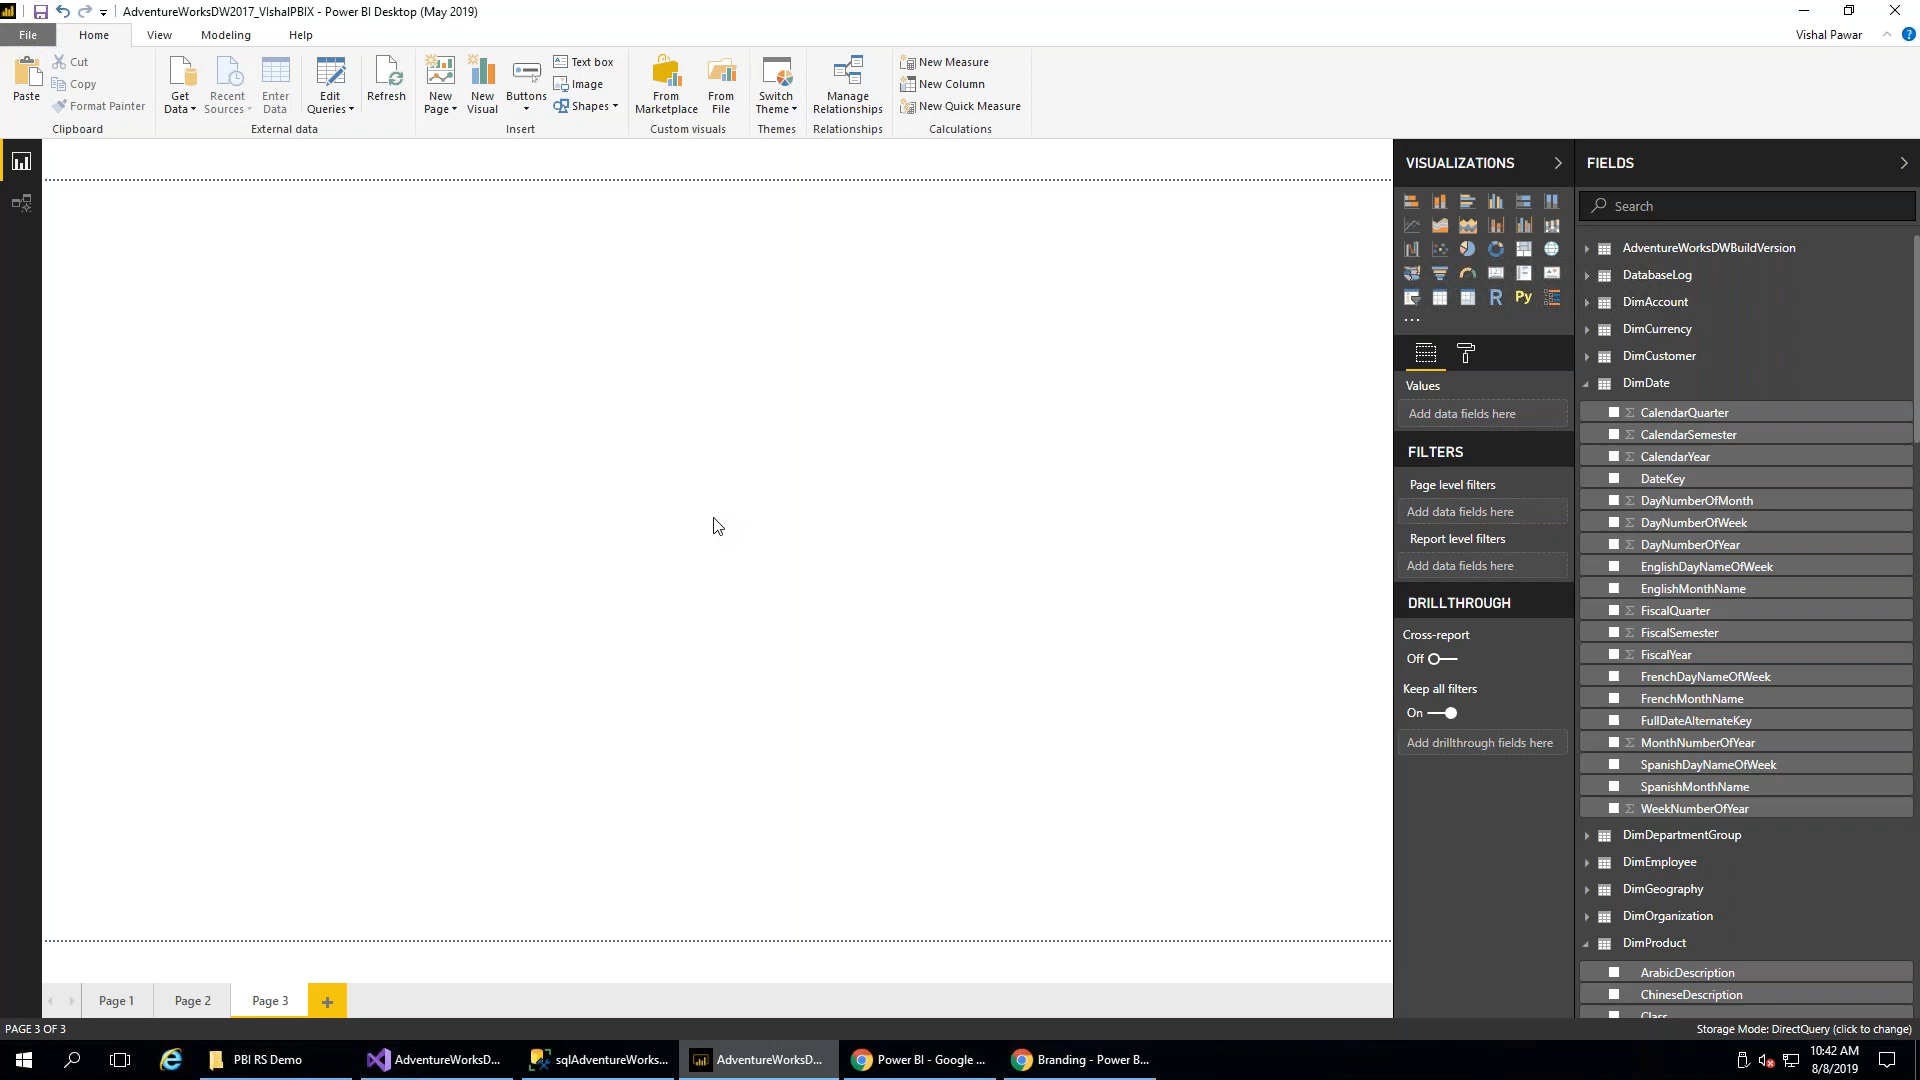 AdventureWorksDW2017_VIshalPBIX - Power BI Desktop (May 2019)
File Home View Modeling Help
Vishal Pawar
Paste
Cut
Copy
Format Painter
Clipboard
Get Data
Recent Sources
Enter Data
Edit Queries
Refresh
External data
New Page
New Visual
Buttons
Text box
Image
Shapes
Insert
From Marketplace
From File
Custom visuals
Switch Theme
Themes
Manage Relationships
Relationships
New Measure
New Column
New Quick Measure
Calculations
VISUALIZATIONS
R
Py
Values
Add data fields here
FILTERS
Page level filters
Add data fields here
Report level filters
Add data fields here
DRILLTHROUGH
Cross-report
Off
Keep all filters
On
Add drillthrough fields here
FIELDS
Search
AdventureWorksDWBuildVersion
DatabaseLog
DimAccount
DimCurrency
DimCustomer
DimDate
Σ CalendarQuarter
Σ CalendarSemester
Σ CalendarYear
DateKey
Σ DayNumberOfMonth
Σ DayNumberOfWeek
Σ DayNumberOfYear
EnglishDayNameOfWeek
EnglishMonthName
Σ FiscalQuarter
Σ FiscalSemester
Σ FiscalYear
FrenchDayNameOfWeek
FrenchMonthName
FullDateAlternateKey
Σ MonthNumberOfYear
SpanishDayNameOfWeek
SpanishMonthName
Σ WeekNumberOfYear
DimDepartmentGroup
DimEmployee
DimGeography
DimOrganization
DimProduct
ArabicDescription
ChineseDescription
Class
Page 1 Page 2 Page 3 +
PAGE 3 OF 3
Storage Mode: DirectQuery (click to change)
PBI RS Demo
AdventureWorksD...
sqlAdventureWorks...
AdventureWorksD...
Power BI - Google ...
Branding - Power B...
10:42 AM
8/8/2019